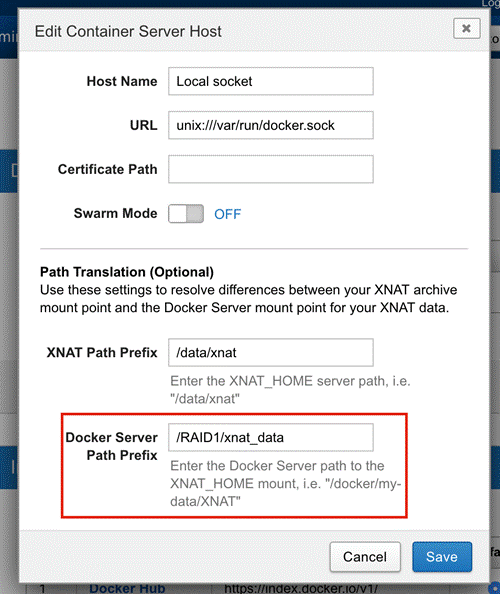 Log
Edit Container Server Host
Host Name Local socket
URL unix:///var/run/docker.sock
Certificate Path
Swarm Mode OFF
Path Translation (Optional)
Use these settings to resolve differences between your XNAT archive
mount point and the Docker Server mount point for your XNAT data.
XNAT Path Prefix /data/xnat
Enter the XNAT_HOME server path, i.e.
"/data/xnat"
Docker Server /RAID1/xnat_data
Path Prefix
Enter the Docker Server path to the
XNAT_HOME mount, i.e. "/docker/my-
data/XNAT"
Cancel Save
1 Docker Hub https://index.docker.io/v1/